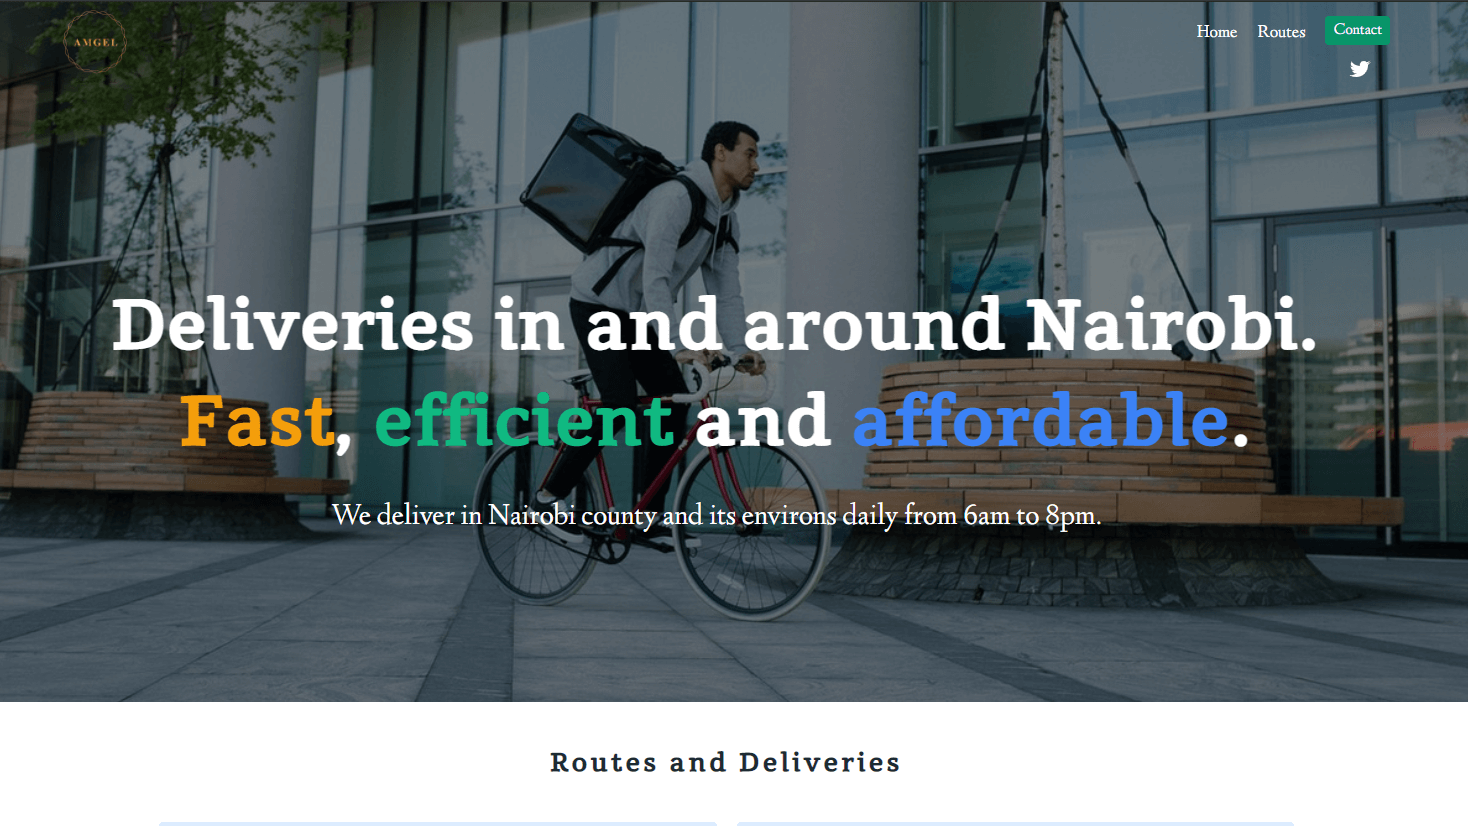 AMGEL
Home Routes Contact
Deliveries in and around Nairobi.
Fast, efficient and affordable.
We deliver in Nairobi county and its environs daily from 6am to 8pm.
Routes and Deliveries